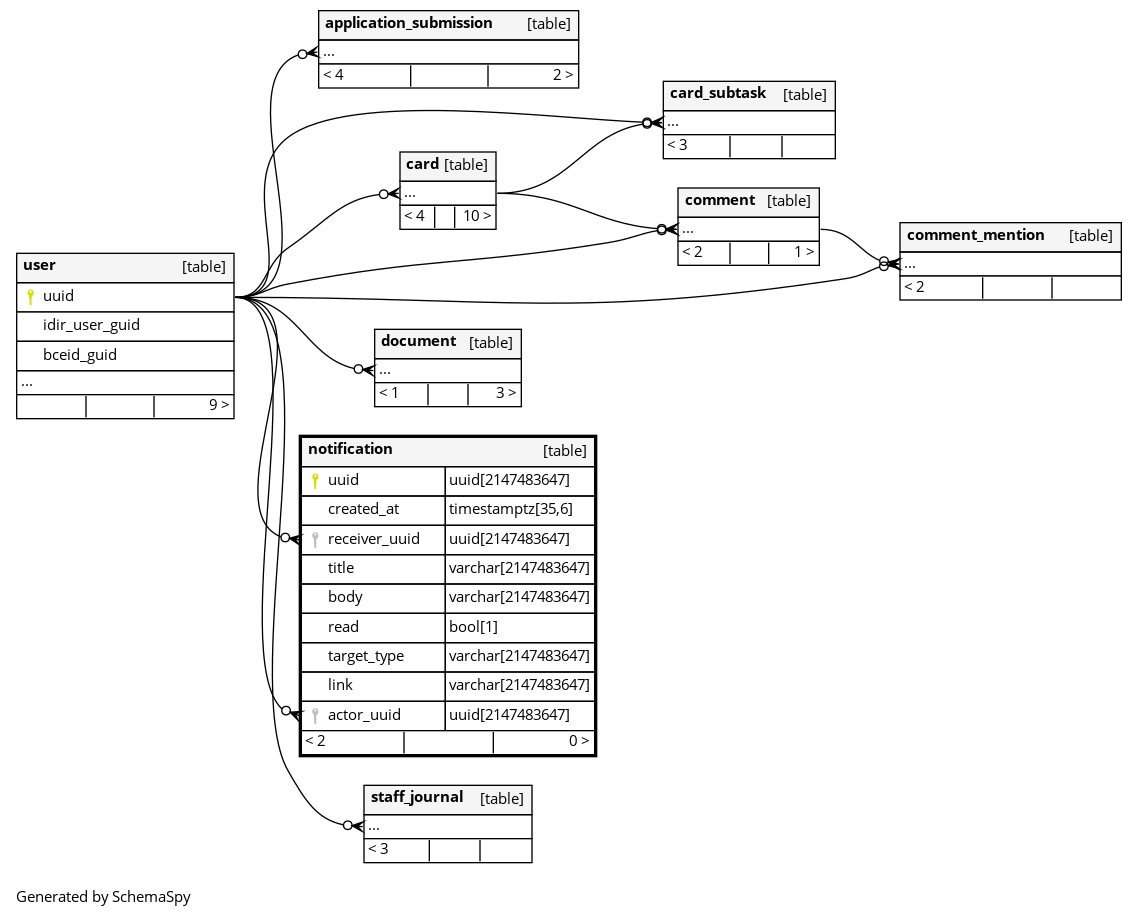 application_submission [table]
...
< 4 2 >
card_subtask [table]
...
< 3
card [table]
...
< 4 10 >
comment [table]
...
< 2 1 >
comment_mention [table]
...
< 2
user [table]
uuid
idir_user_guid
bceid_guid
...
9 >
document [table]
...
< 1 3 >
notification [table]
uuid uuid[2147483647]
created_at timestamptz[35,6]
receiver_uuid uuid[2147483647]
title varchar[2147483647]
body varchar[2147483647]
read bool[1]
target_type varchar[2147483647]
link varchar[2147483647]
actor_uuid uuid[2147483647]
< 2 0 >
staff_journal [table]
...
< 3
Generated by SchemaSpy